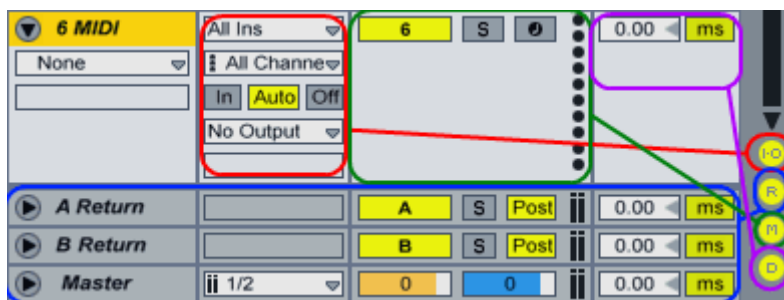 6 MIDI All Ins 6 S 0.00 ms
None All Channe
In Auto Off
No Output
I·O
R
A Return A S Post 0.00 ms
M
B Return B S Post 0.00 ms
D
Master 1/2 0 0 0.00 ms